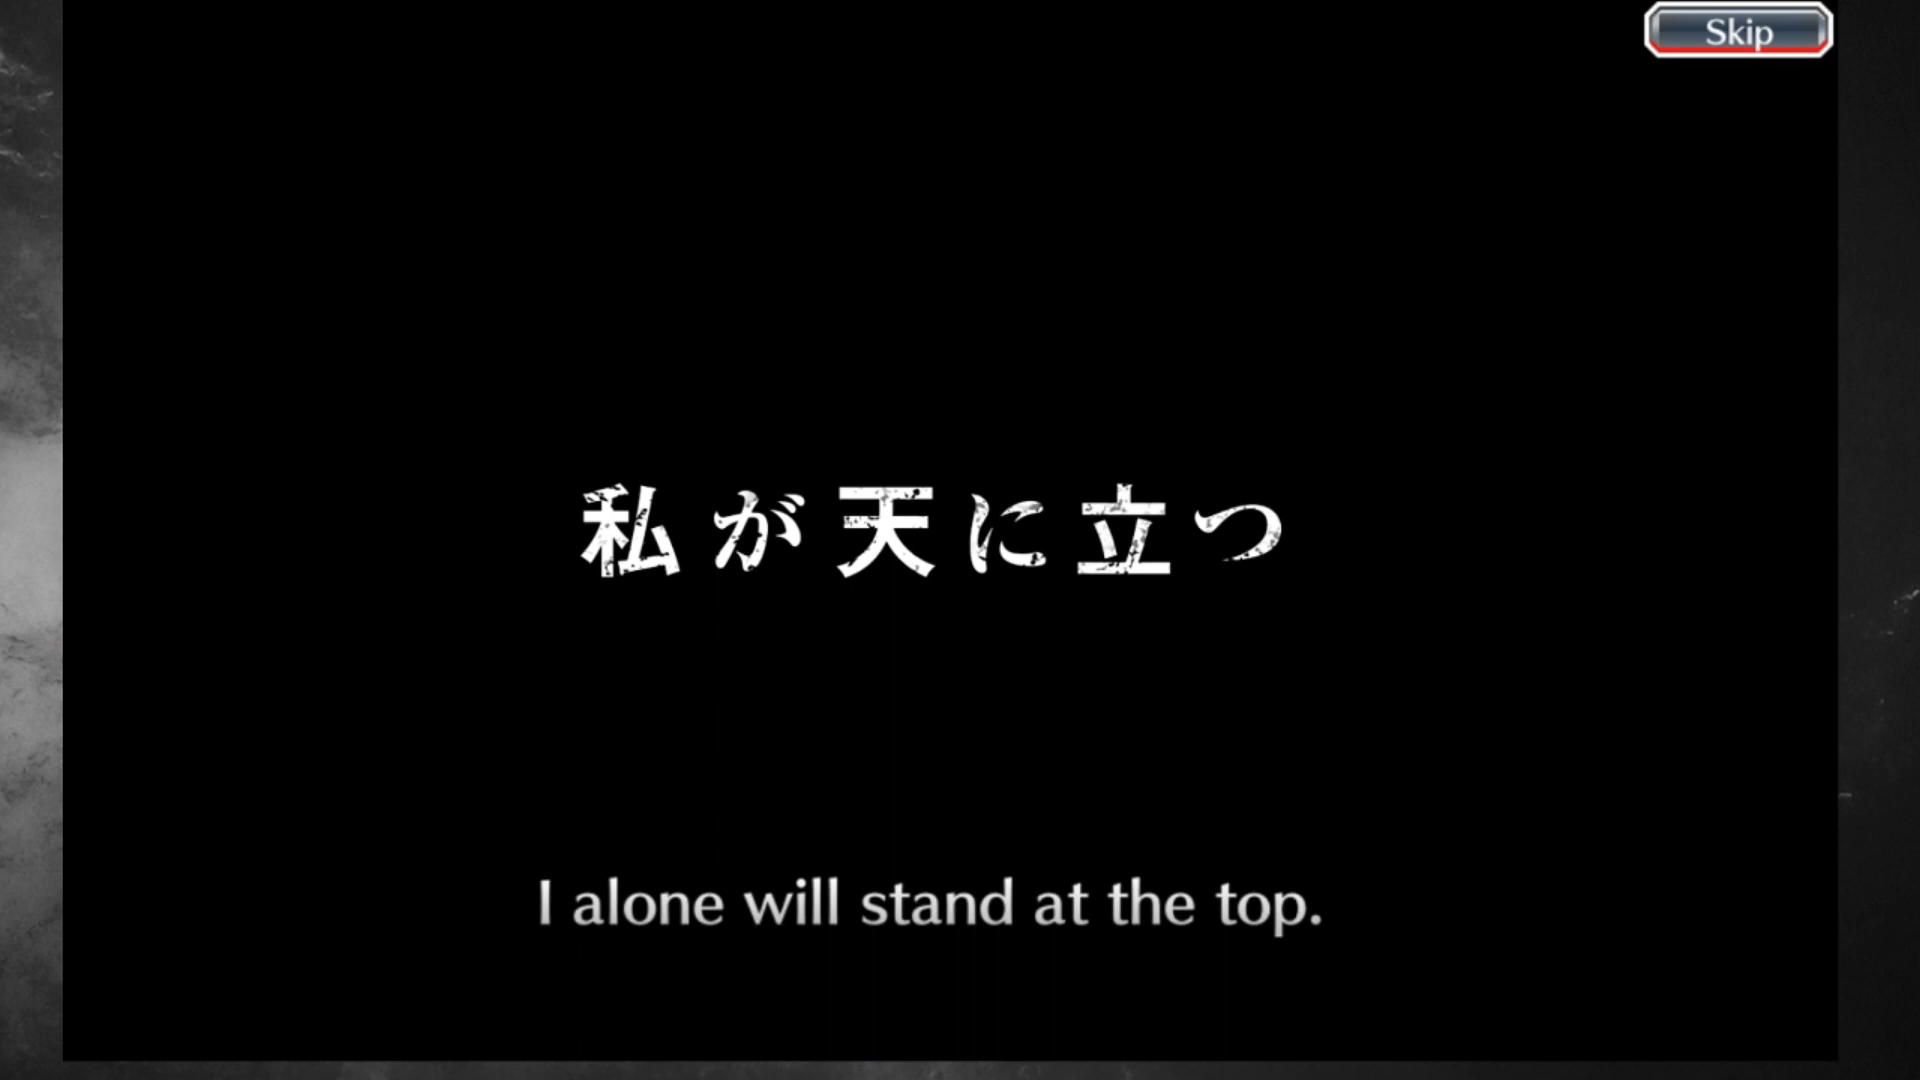 Skip
私が天に立つ
I alone will stand at the top.